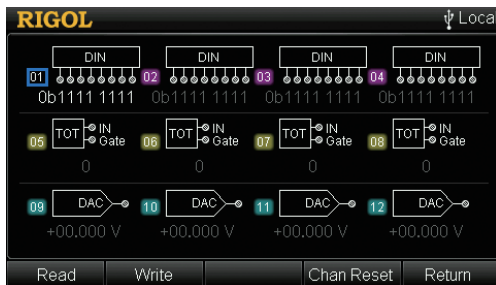 RIGOL Loca
DIN DIN DIN DIN
01 02 03 04
0b1111 1111 0b1111 1111 0b1111 1111 0b1111 1111
05 TOT IN Gate 06 TOT IN Gate 07 TOT IN Gate 08 TOT IN Gate
0 0 0 0
09 DAC 10 DAC 11 DAC 12 DAC
+00.000 V +00.000 V +00.000 V +00.000 V
Read Write Chan Reset Return